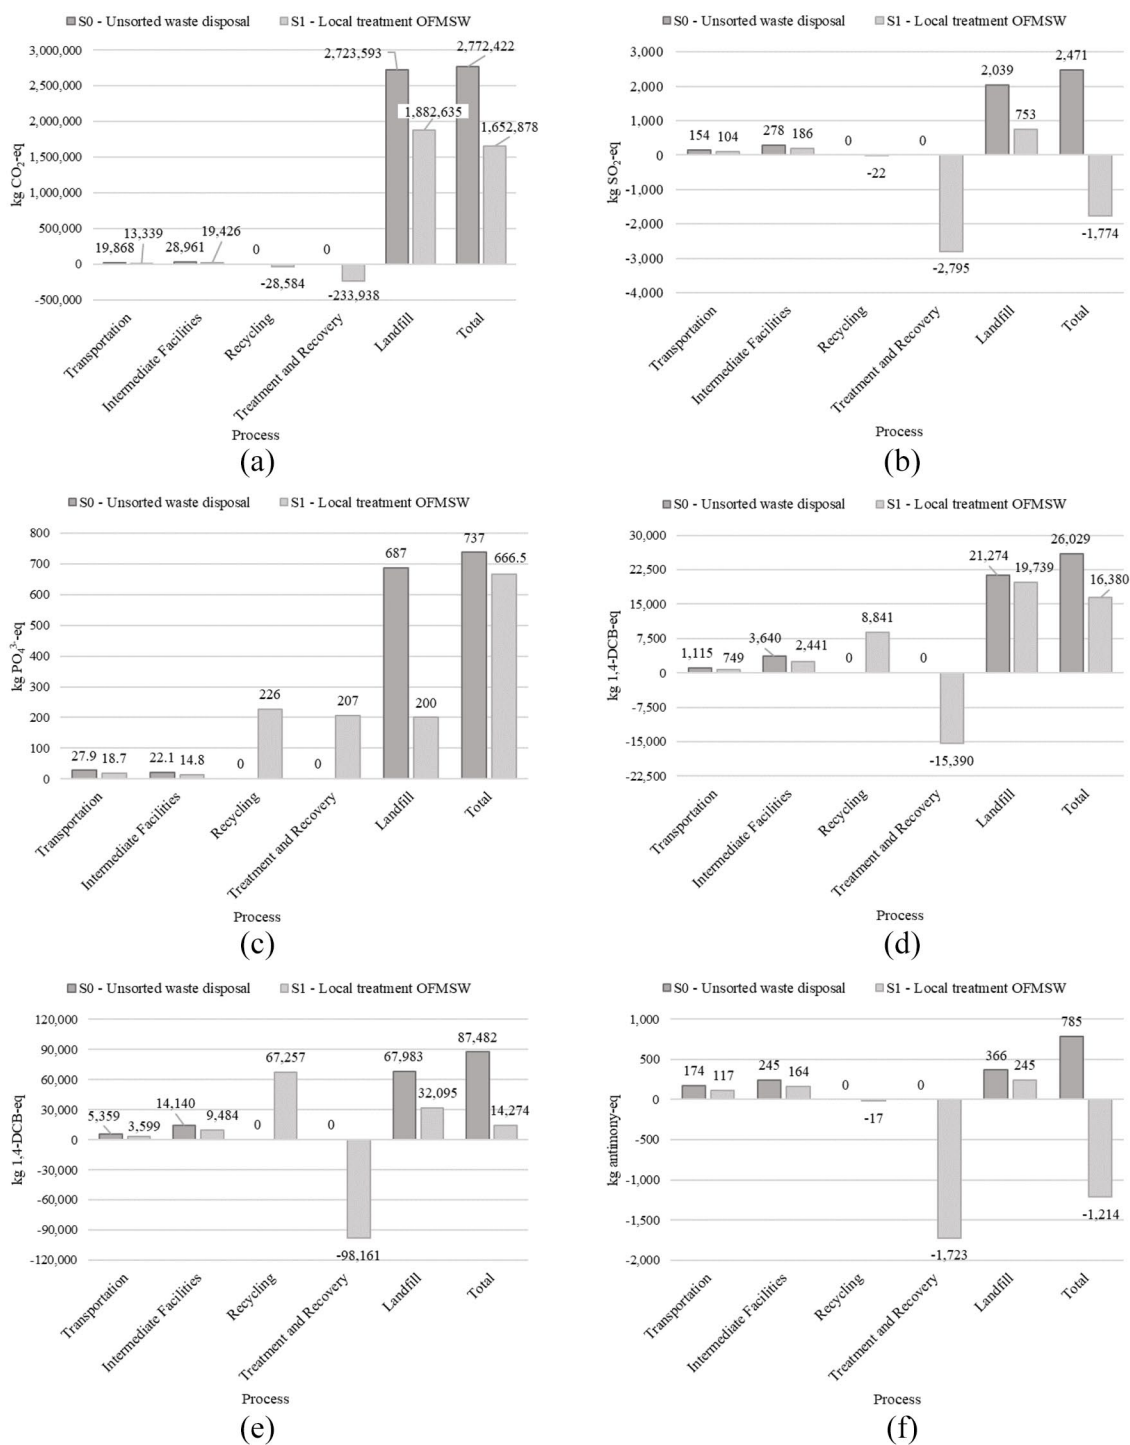 S0 - Unsorted waste disposal S1 - Local treatment OFMSW
3,000,000
2,500,000
2,000,000
1,500,000
1,000,000
500,000
0
-500,000
kg CO2-eq
19,868 13,339 28,961 19,426 0 -28,584 0 -233,938 2,723,593 1,882,635 2,772,422 1,652,878
Transportation
Intermediate Facilities
Recycling
Treatment and Recovery
Landfill
Total
Process
(a)
S0 - Unsorted waste disposal S1 - Local treatment OFMSW
3,000
2,000
1,000
0
-1,000
-2,000
-3,000
-4,000
kg SO2-eq
154 104 278 186 0 -22 0 -2,795 2,039 753 2,471 -1,774
Transportation
Intermediate Facilities
Recycling
Treatment and Recovery
Landfill
Total
Process
(b)
S0 - Unsorted waste disposal S1 - Local treatment OFMSW
800
700
600
500
400
300
200
100
0
kg PO4³⁻-eq
27.9 18.7 22.1 14.8 0 226 0 207 687 200 737 666.5
Transportation
Intermediate Facilities
Recycling
Treatment and Recovery
Landfill
Total
Process
(c)
S0 - Unsorted waste disposal S1 - Local treatment OFMSW
30,000
22,500
15,000
7,500
0
-7,500
-15,000
-22,500
kg 1,4-DCB-eq
1,115 749 3,640 2,441 0 8,841 0 -15,390 21,274 19,739 26,029 16,380
Transportation
Intermediate Facilities
Recycling
Treatment and Recovery
Landfill
Total
Process
(d)
S0 - Unsorted waste disposal S1 - Local treatment OFMSW
120,000
90,000
60,000
30,000
0
-30,000
-60,000
-90,000
-120,000
kg 1,4-DCB-eq
5,359 3,599 14,140 9,484 0 67,257 0 -98,161 67,983 32,095 87,482 14,274
Transportation
Intermediate Facilities
Recycling
Treatment and Recovery
Landfill
Total
Process
(e)
S0 - Unsorted waste disposal S1 - Local treatment OFMSW
1,000
500
0
-500
-1,000
-1,500
-2,000
kg antimony-eq
174 117 245 164 0 -17 0 -1,723 366 245 785 -1,214
Transportation
Intermediate Facilities
Recycling
Treatment and Recovery
Landfill
Total
Process
(f)